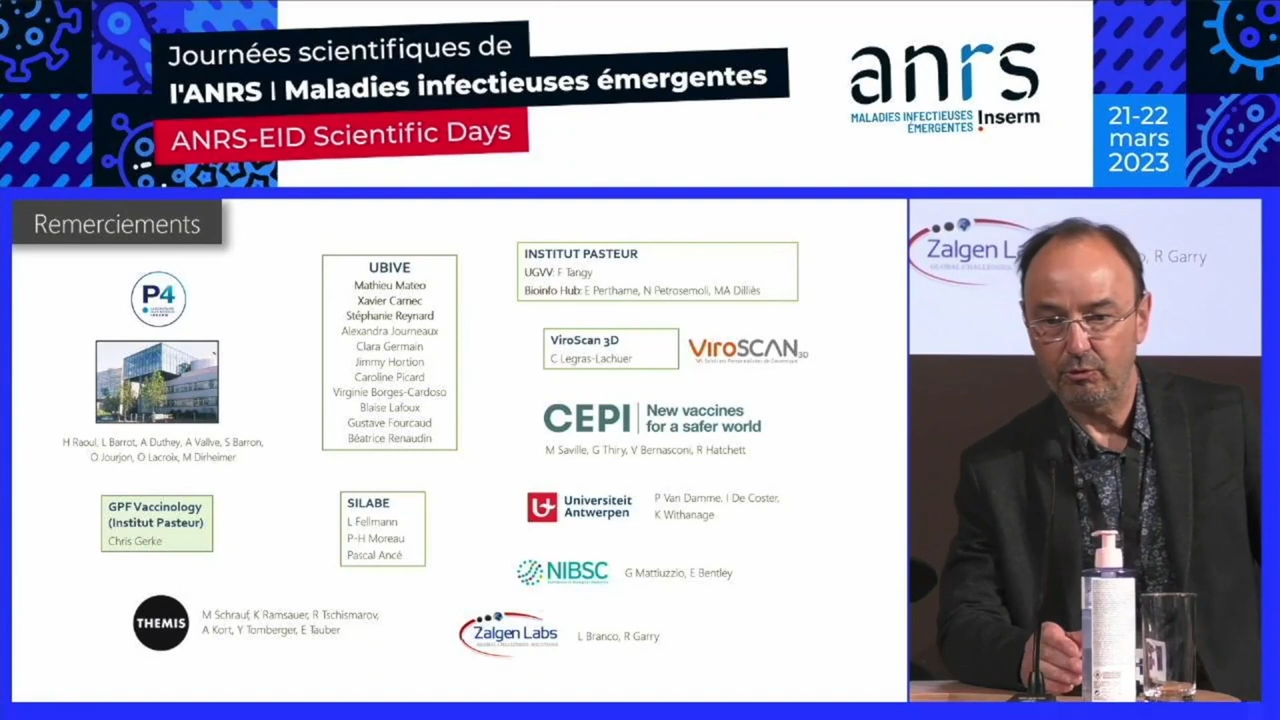 Journées scientifiques de
l'ANRS | Maladies infectieuses émergentes
ANRS-EID Scientific Days
anrs
MALADIES INFECTIEUSES
ÉMERGENTES
Inserm
21-22
mars
2023
Remerciements
P4
H Raoul, L Barrot, A Duthey, A Vallve, S Barron,
O Jourjon, O Lacroix, M Dirheimer
GPF Vaccinology
(Institut Pasteur)
Chris Gerke
THEMIS
M Schrauf, K Ramsauer, R Tschismarov,
A Kort, Y Tomberger, E Tauber
UBIVE
Mathieu Mateo
Xavier Carnec
Stéphanie Reynard
Alexandra Journeaux
Clara Germain
Jimmy Hortion
Caroline Picard
Virginie Borges-Cardoso
Blaise Lafoux
Gustave Fourcaud
Béatrice Renaudin
SILABE
L Fellmann
P-H Moreau
Pascal Ancé
INSTITUT PASTEUR
UGVV: F Tangy
Bioinfo Hub: E Perthame, N Petrosemoli, MA Dilliès
ViroScan 3D
C Legras-Lachuer
ViroSCAN3D
CEPI
New vaccines
for a safer world
M Saville, G Thiry, V Bernasconi, R Hatchett
Universiteit
Antwerpen
P Van Damme, I De Coster,
K Withanage
NIBSC
G Mattiuzzio, E Bentley
Zalgen Labs
L Branco, R Garry
Zalgen L
, R Garry